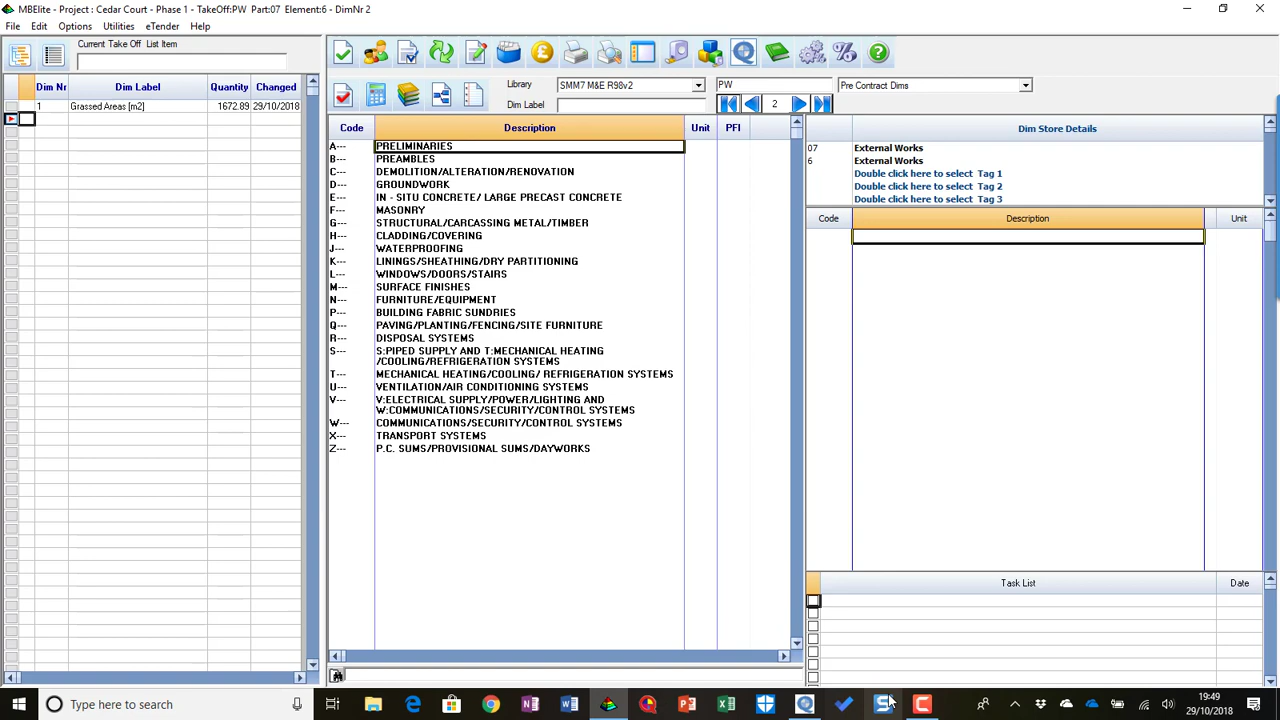 MBElite - Project : Cedar Court - Phase 1 - TakeOff:PW Part:07 Element:6 - DimNr 2
File Edit Options Utilities eTender Help
Current Take Off List Item
Dim Nr Dim Label Quantity Changed
1 Grassed Areas [m2] 1672.89 29/10/2018
Library SMM7 M&E R98v2 PW Pre Contract Dims
Dim Label 2
Code Description Unit PFI
A--- PRELIMINARIES
B--- PREAMBLES
C--- DEMOLITION/ALTERATION/RENOVATION
D--- GROUNDWORK
E--- IN - SITU CONCRETE/ LARGE PRECAST CONCRETE
F--- MASONRY
G--- STRUCTURAL/CARCASSING METAL/TIMBER
H--- CLADDING/COVERING
J--- WATERPROOFING
K--- LININGS/SHEATHING/DRY PARTITIONING
L--- WINDOWS/DOORS/STAIRS
M--- SURFACE FINISHES
N--- FURNITURE/EQUIPMENT
P--- BUILDING FABRIC SUNDRIES
Q--- PAVING/PLANTING/FENCING/SITE FURNITURE
R--- DISPOSAL SYSTEMS
S--- S:PIPED SUPPLY AND T:MECHANICAL HEATING
/COOLING/REFRIGERATION SYSTEMS
T--- MECHANICAL HEATING/COOLING/ REFRIGERATION SYSTEMS
U--- VENTILATION/AIR CONDITIONING SYSTEMS
V--- V:ELECTRICAL SUPPLY/POWER/LIGHTING AND
W:COMMUNICATIONS/SECURITY/CONTROL SYSTEMS
W--- COMMUNICATIONS/SECURITY/CONTROL SYSTEMS
X--- TRANSPORT SYSTEMS
Z--- P.C. SUMS/PROVISIONAL SUMS/DAYWORKS
Dim Store Details
07 External Works
6 External Works
Double click here to select Tag 1
Double click here to select Tag 2
Double click here to select Tag 3
Code Description Unit
Task List Date
Type here to search
19:49
29/10/2018